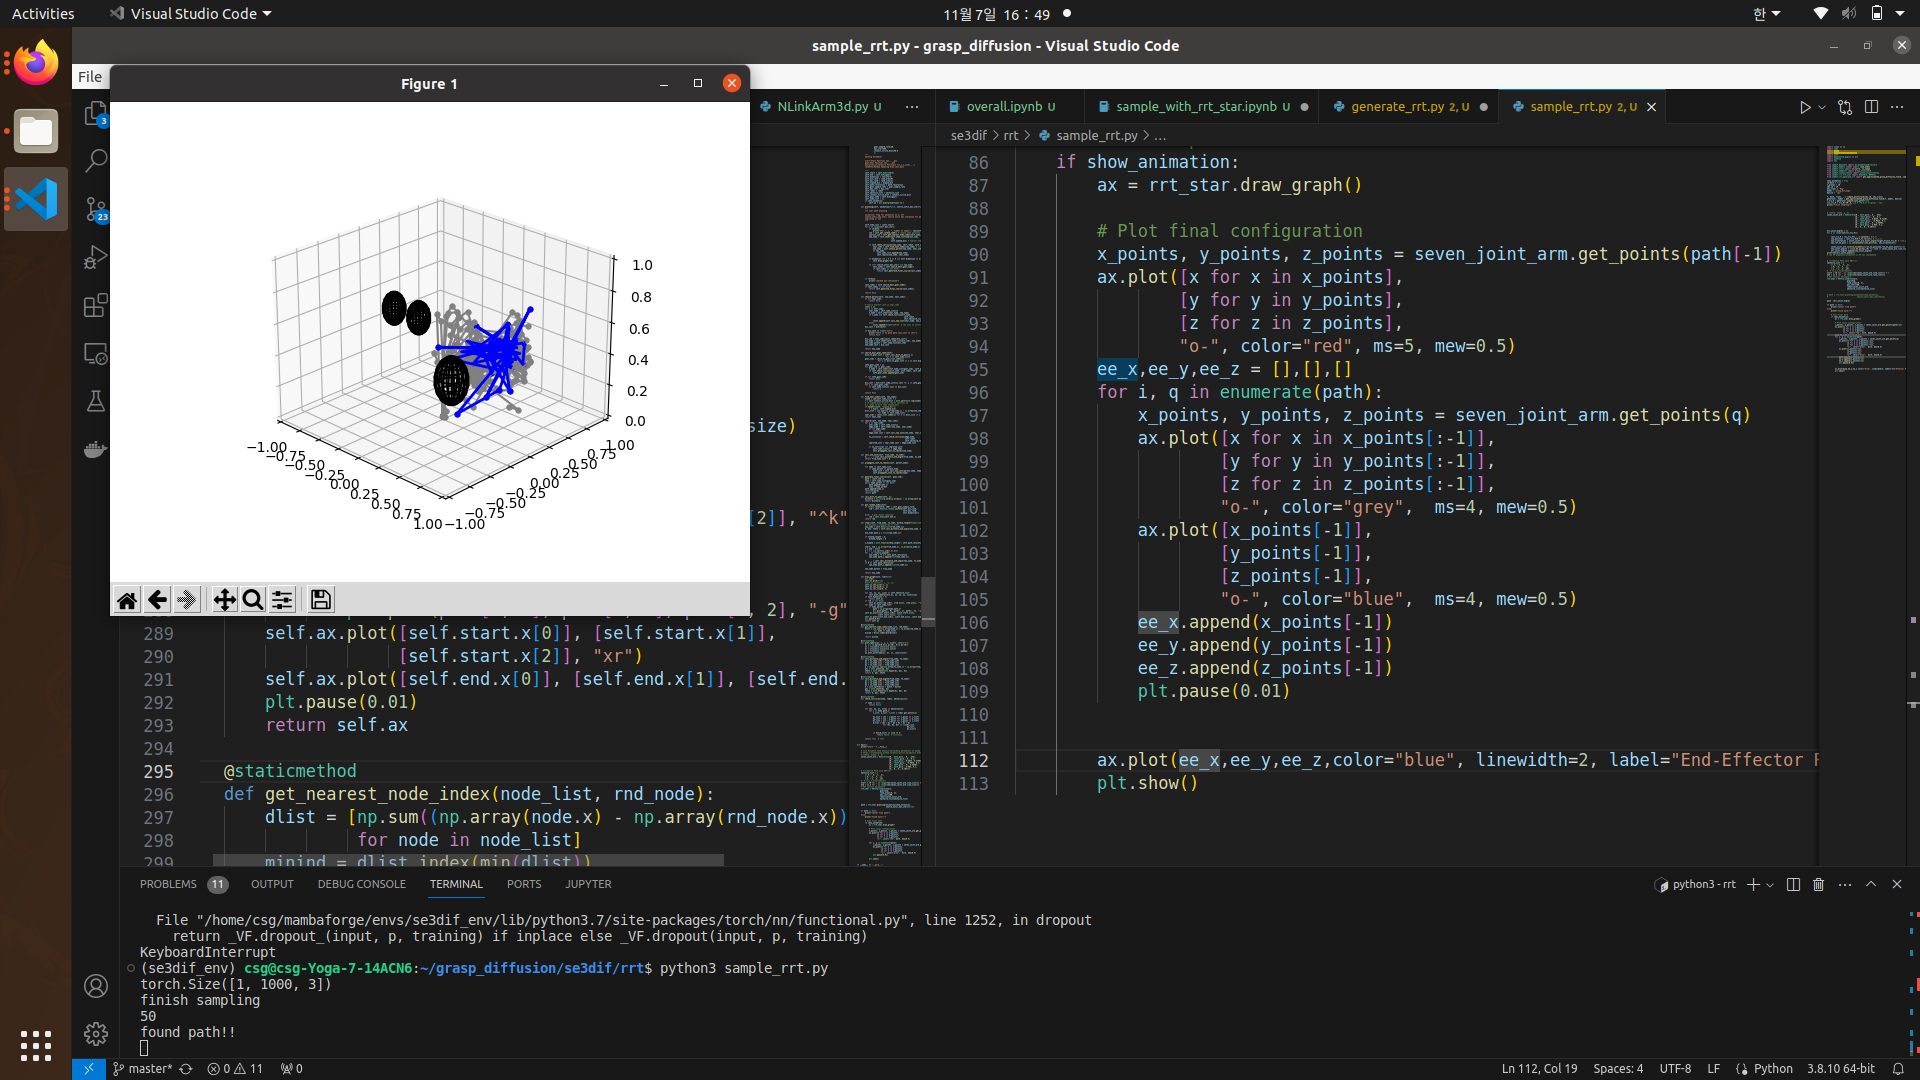 Activities
Visual Studio Code
11월 7일 16 : 49
한
sample_rrt.py - grasp_diffusion - Visual Studio Code
File
Figure 1
1.0
0.8
0.6
0.4
0.2
0.0
−1.00
−0.75
−0.50
−0.25
0.00
0.25
0.50
0.75
1.00
−1.00
−0.75
−0.50
−0.25
0.00
0.25
0.50
0.75
1.00
3
23
NLinkArm3d.py U
size)
[2]], "^k"
, 2], "-g"
289 self.ax.plot([self.start.x[0]], [self.start.x[1]],
290 [self.start.x[2]], "xr")
291 self.ax.plot([self.end.x[0]], [self.end.x[1]], [self.end.
292 plt.pause(0.01)
293 return self.ax
294
295 @staticmethod
296 def get_nearest_node_index(node_list, rnd_node):
297 dlist = [np.sum((np.array(node.x) - np.array(rnd_node.x))
298 for node in node_list]
299 minind = dlist.index(min(dlist))
overall.ipynb U
sample_with_rrt_star.ipynb U
generate_rrt.py 2, U
sample_rrt.py 2, U
se3dif > rrt > sample_rrt.py > ...
86 if show_animation:
87 ax = rrt_star.draw_graph()
88
89 # Plot final configuration
90 x_points, y_points, z_points = seven_joint_arm.get_points(path[-1])
91 ax.plot([x for x in x_points],
92 [y for y in y_points],
93 [z for z in z_points],
94 "o-", color="red", ms=5, mew=0.5)
95 ee_x,ee_y,ee_z = [],[],[]
96 for i, q in enumerate(path):
97 x_points, y_points, z_points = seven_joint_arm.get_points(q)
98 ax.plot([x for x in x_points[:-1]],
99 [y for y in y_points[:-1]],
100 [z for z in z_points[:-1]],
101 "o-", color="grey",  ms=4, mew=0.5)
102 ax.plot([x_points[-1]],
103 [y_points[-1]],
104 [z_points[-1]],
105 "o-", color="blue",  ms=4, mew=0.5)
106 ee_x.append(x_points[-1])
107 ee_y.append(y_points[-1])
108 ee_z.append(z_points[-1])
109 plt.pause(0.01)
110
111
112 ax.plot(ee_x,ee_y,ee_z,color="blue", linewidth=2, label="End-Effector
113 plt.show()
PROBLEMS 11 OUTPUT DEBUG CONSOLE TERMINAL PORTS JUPYTER
python3 - rrt
File "/home/csg/mambaforge/envs/se3dif_env/lib/python3.7/site-packages/torch/nn/functional.py", line 1252, in dropout
return _VF.dropout_(input, p, training) if inplace else _VF.dropout(input, p, training)
KeyboardInterrupt
(se3dif_env) csg@csg-Yoga-7-14ACN6:~/grasp_diffusion/se3dif/rrt$ python3 sample_rrt.py
torch.Size([1, 1000, 3])
finish sampling
50
found path!!
master* 0 11 0
Ln 112, Col 19 Spaces: 4 UTF-8 LF Python 3.8.10 64-bit